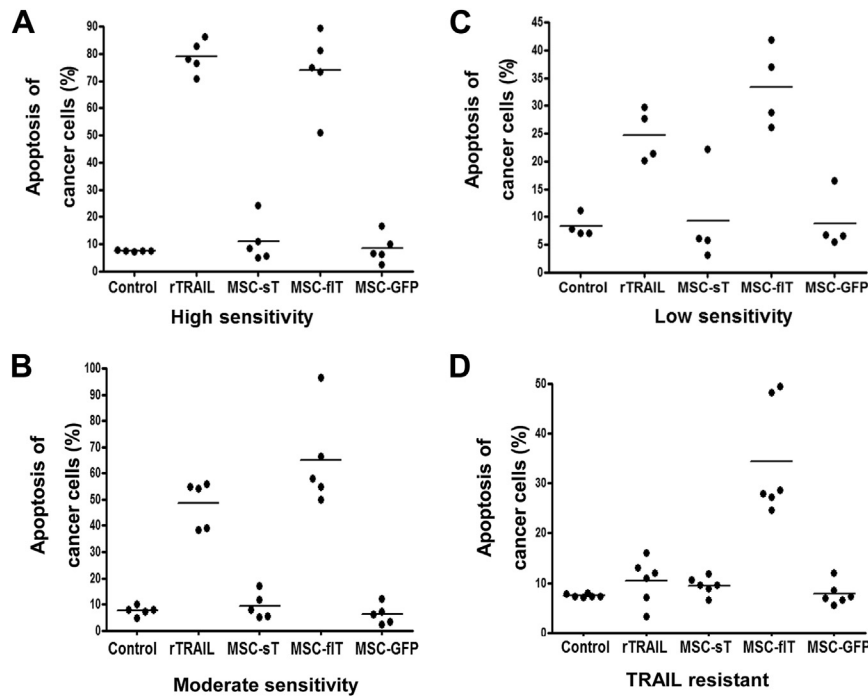 A
Apoptosis of
cancer cells (%)
90
80
70
60
50
40
30
20
10
0
Control rTRAIL MSC-sT MSC-flT MSC-GFP
High sensitivity
C
Apoptosis of
cancer cells (%)
45
40
35
30
25
20
15
10
5
0
Control rTRAIL MSC-sT MSC-flT MSC-GFP
Low sensitivity
B
Apoptosis of
cancer cells (%)
100
90
80
70
60
50
40
30
20
10
0
Control rTRAIL MSC-sT MSC-flT MSC-GFP
Moderate sensitivity
D
Apoptosis of
cancer cells (%)
50
40
30
20
10
0
Control rTRAIL MSC-sT MSC-flT MSC-GFP
TRAIL resistant